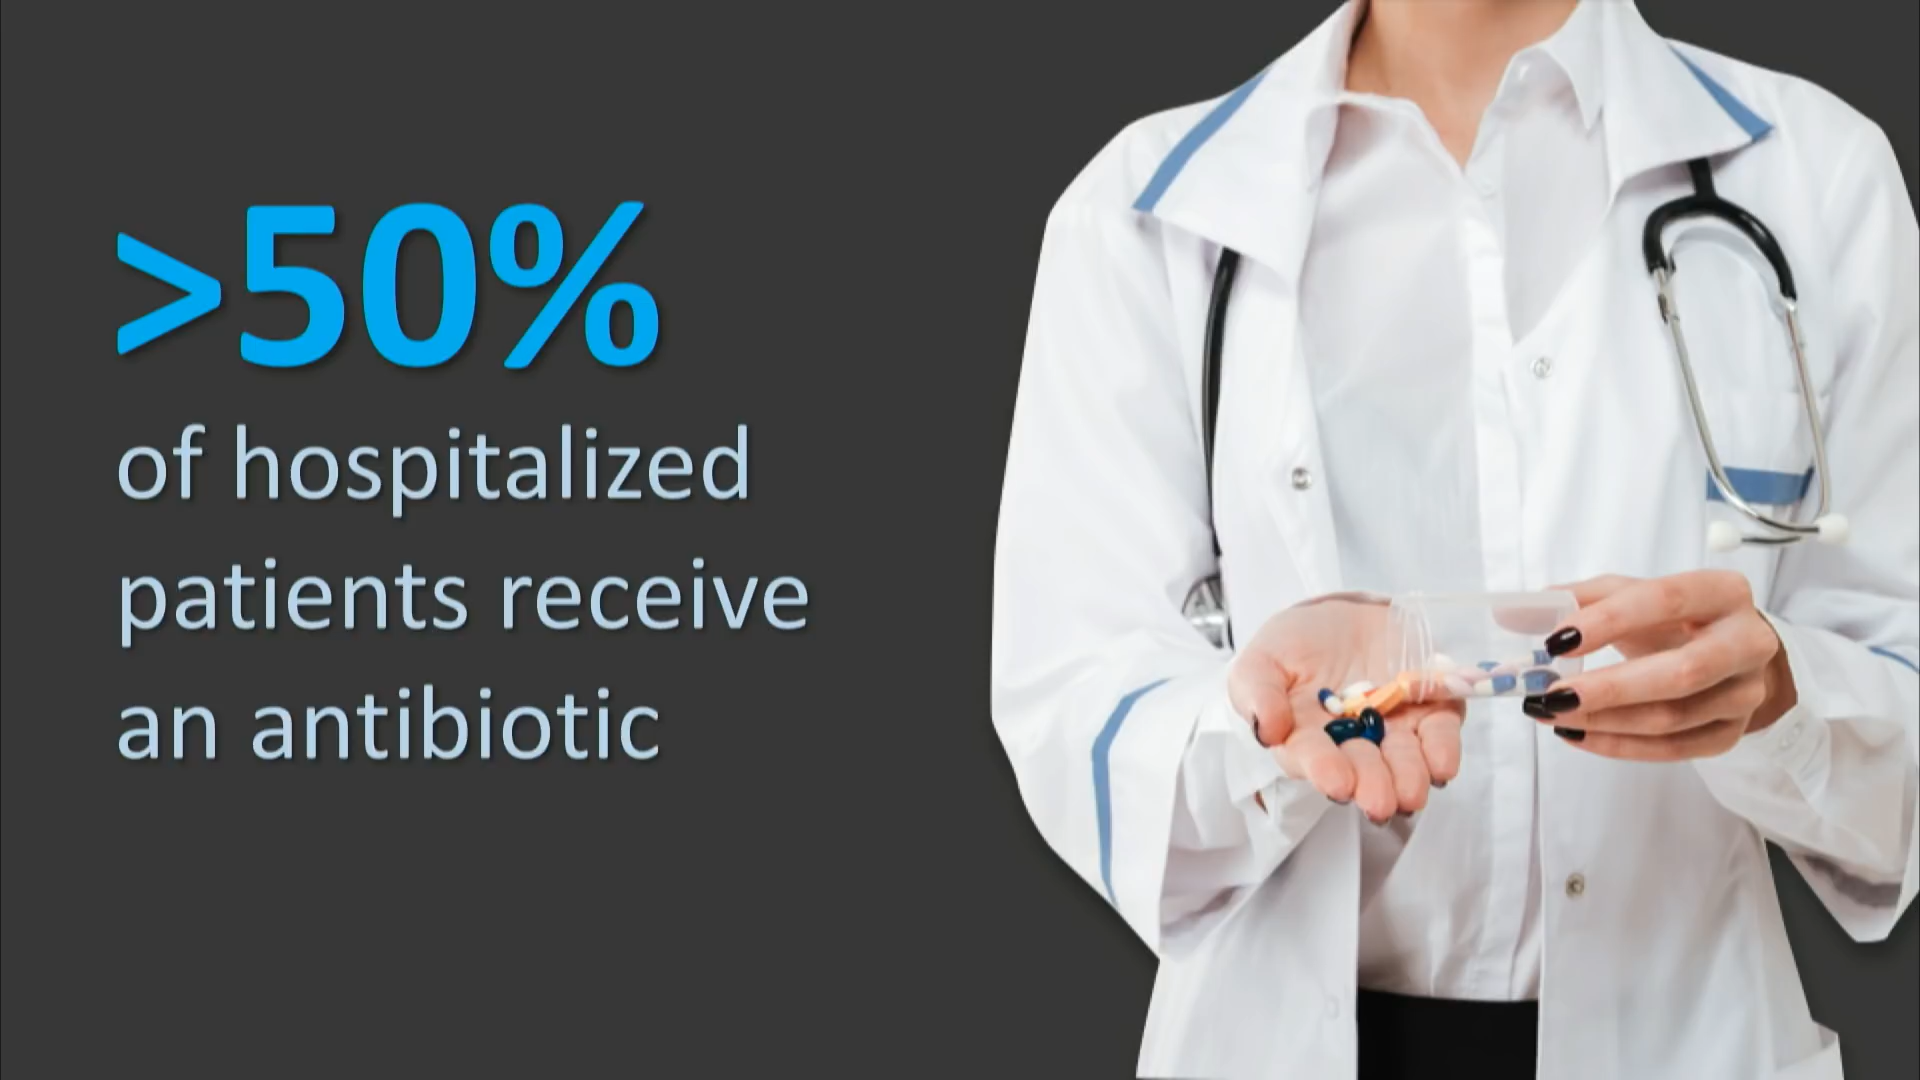 >50%
of hospitalized
patients receive
an antibiotic